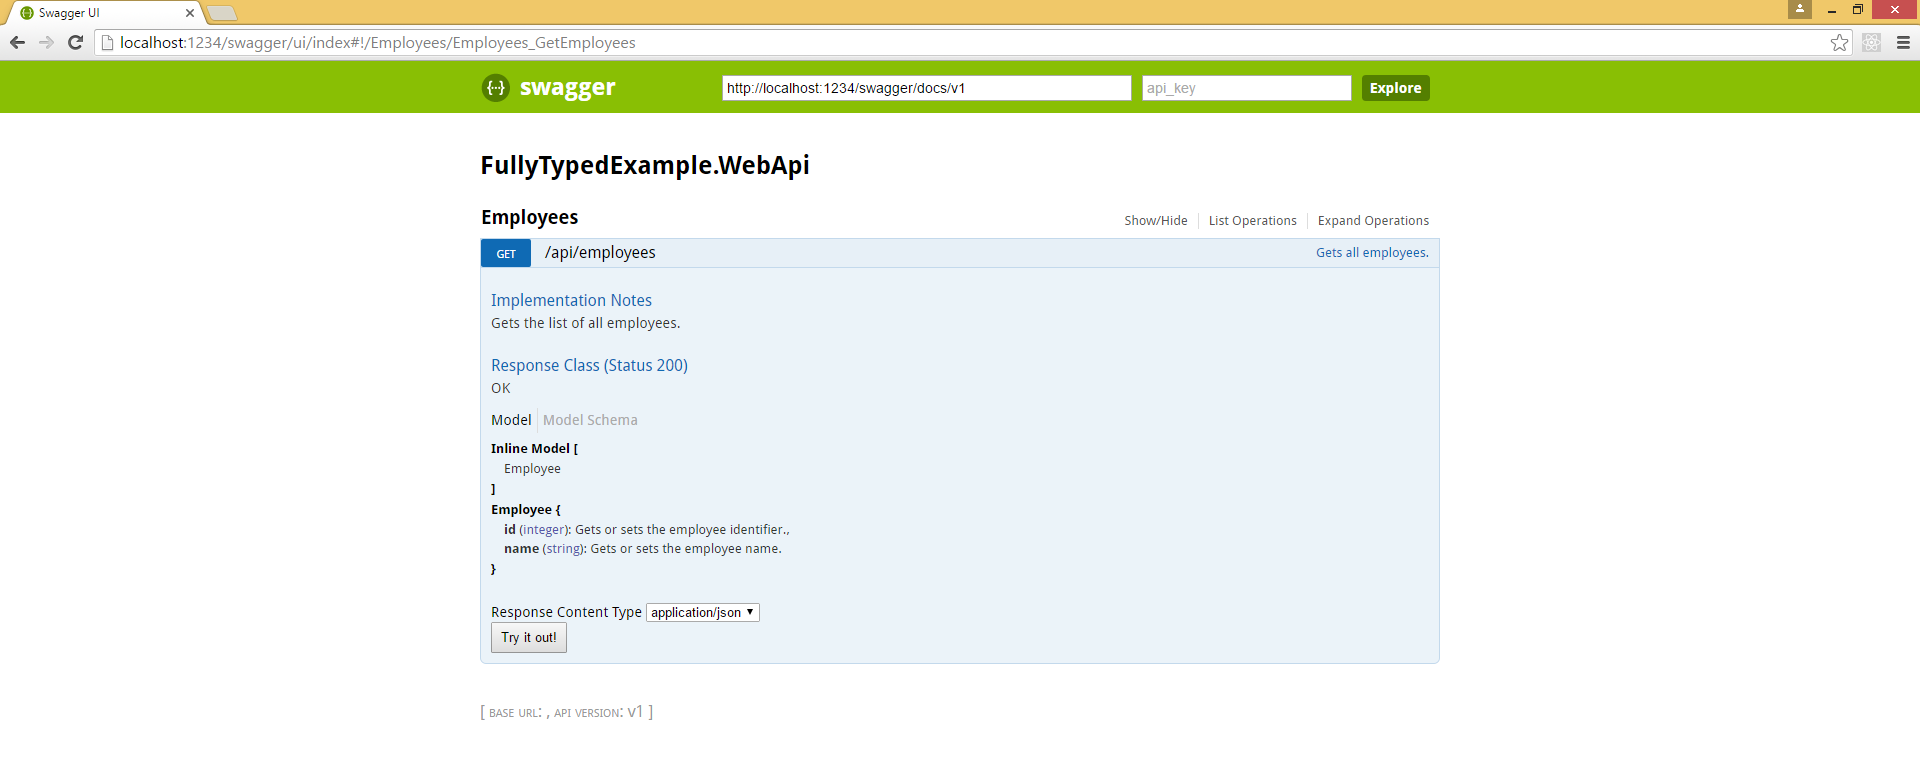 Swagger UI
localhost:1234/swagger/ui/index#!/Employees/Employees_GetEmployees
{··} swagger http://localhost:1234/swagger/docs/v1 api_key Explore
FullyTypedExample.WebApi
Employees Show/Hide List Operations Expand Operations
GET /api/employees Gets all employees.
Implementation Notes
Gets the list of all employees.
Response Class (Status 200)
OK
Model Model Schema
Inline Model [
Employee
]
Employee {
id (integer): Gets or sets the employee identifier.,
name (string): Gets or sets the employee name.
}
Response Content Type application/json
Try it out!
[ BASE URL: , API VERSION: V1 ]